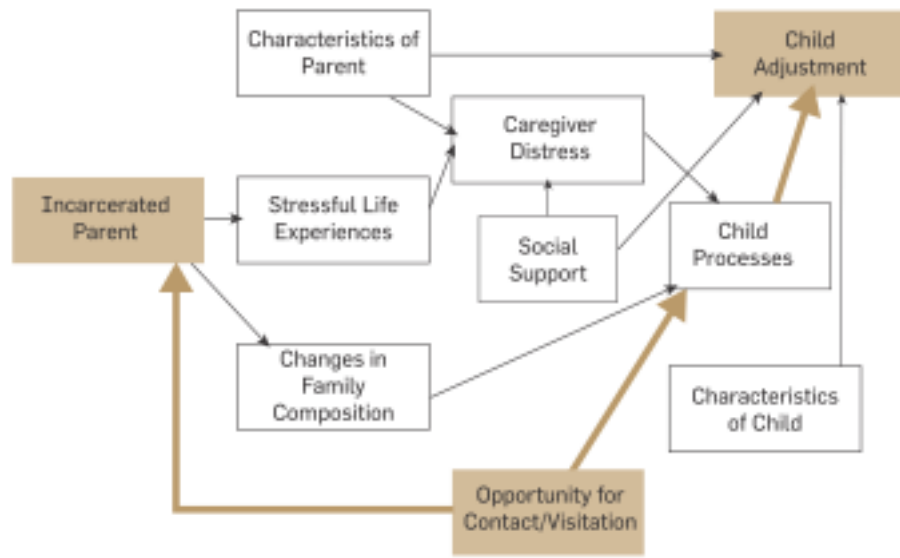 Characteristics of
Parent
Child
Adjustment
Caregiver
Distress
Incarcerated
Parent
Stressful Life
Experiences
Social
Support
Child
Processes
Changes in
Family
Composition
Characteristics
of Child
Opportunity for
Contact/Visitation